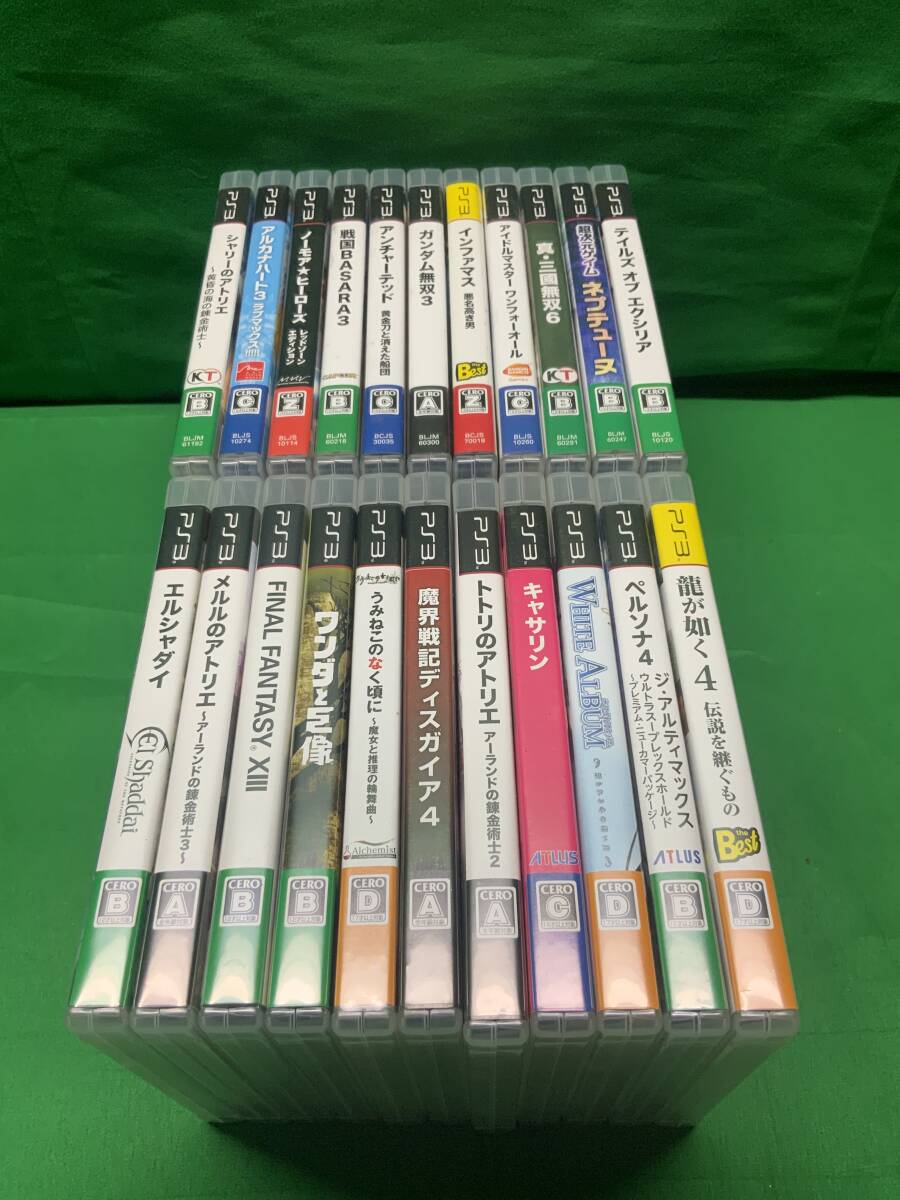 PS3
シャリーのアトリエ
～黄昏の海の錬金術士～
KT
B
BLJM
61182
PS3
アルカナハート3 ラブマックス!!!!!
C
BLJS
10274
PS3
ノーモア★ヒーローズ
レッドゾーン
エディション
Z
BLJS
10114
PS3
戦国BASARA3
CAPCOM
B
BLJM
60218
PS3
アンチャーテッド 黄金刀と消えた船団
C
BCJS
30035
PS3
ガンダム無双3
A
BLJM
60300
PS3
インファマス 悪名高き男
the Best
Z
BCJS
70018
PS3
アイドルマスター ワンフォーオール
BANDAI NAMCO
Games
C
BLJS
10260
PS3
真・三國無双6
KT
B
BLJM
60291
PS3
超次元ゲイム
ネプテューヌ
B
BLJM
60247
PS3
テイルズ オブ エクシリア
B
BLJS
10120
PS3
エルシャダイ
El Shaddai
CERO
B
PS3
メルルのアトリエ ～アーランドの錬金術士3～
CERO
A
PS3
FINAL FANTASY XIII
CERO
B
PS3
ワンダと巨像
CERO
B
PS3
うみねこのなく頃に
～魔女と推理の輪舞曲～
Alchemist
CERO
D
PS3
魔界戦記ディスガイア4
CERO
A
PS3
トトリのアトリエ アーランドの錬金術士2
CERO
A
PS3
キャサリン
ATLUS
CERO
C
PS3
WHITE ALBUM
CERO
D
PS3
ペルソナ4
ジ・アルティマックス
ウルトラスープレックスホールド
～プレミアム・ニューカマーパッケージ～
ATLUS
CERO
B
PS3
龍が如く4 伝説を継ぐもの
the Best
CERO
D